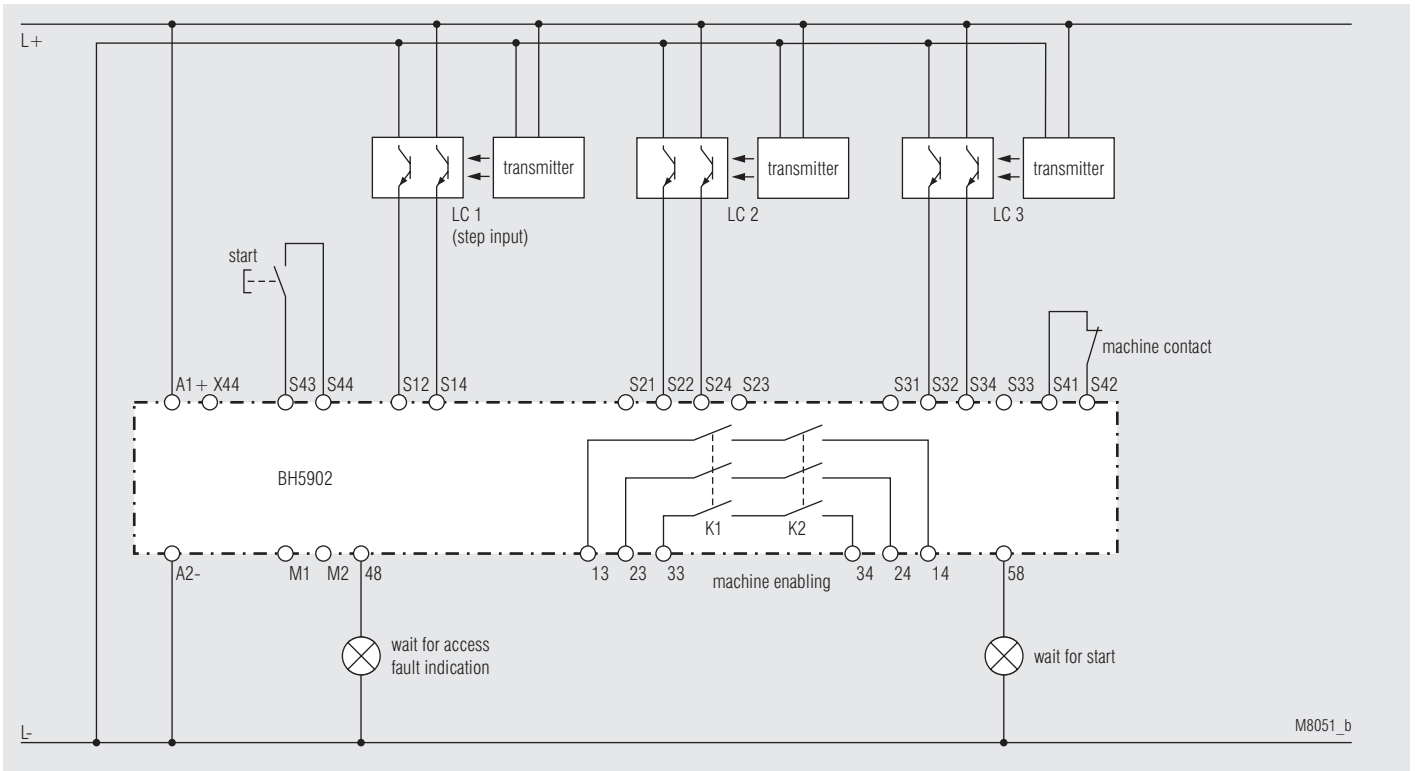 L+
transmitter
transmitter
transmitter
LC 1
(step input)
LC 2
LC 3
start
machine contact
A1+ X44 S43 S44 S12 S14 S21 S22 S24 S23 S31 S32 S34 S33 S41 S42
BH5902
K1 K2
A2- M1 M2 48 13 23 33 machine enabling 34 24 14 58
wait for access
fault indication
wait for start
L-
M8051_b